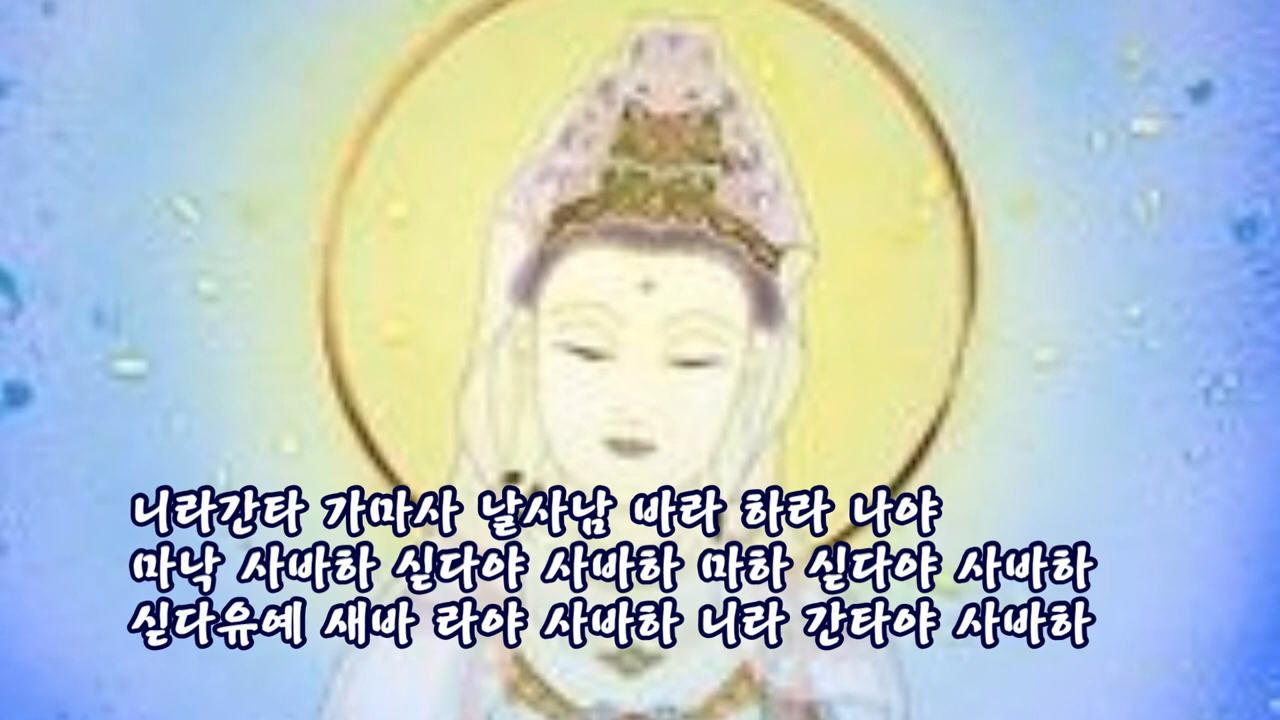 니라간타 가마사 날사남 바라 하라 나야
마낙 사바하 싣다야 사바하 마하 싣다야 사바하
싣다유예 새바 라야 사바하 니라 간타야 사바하